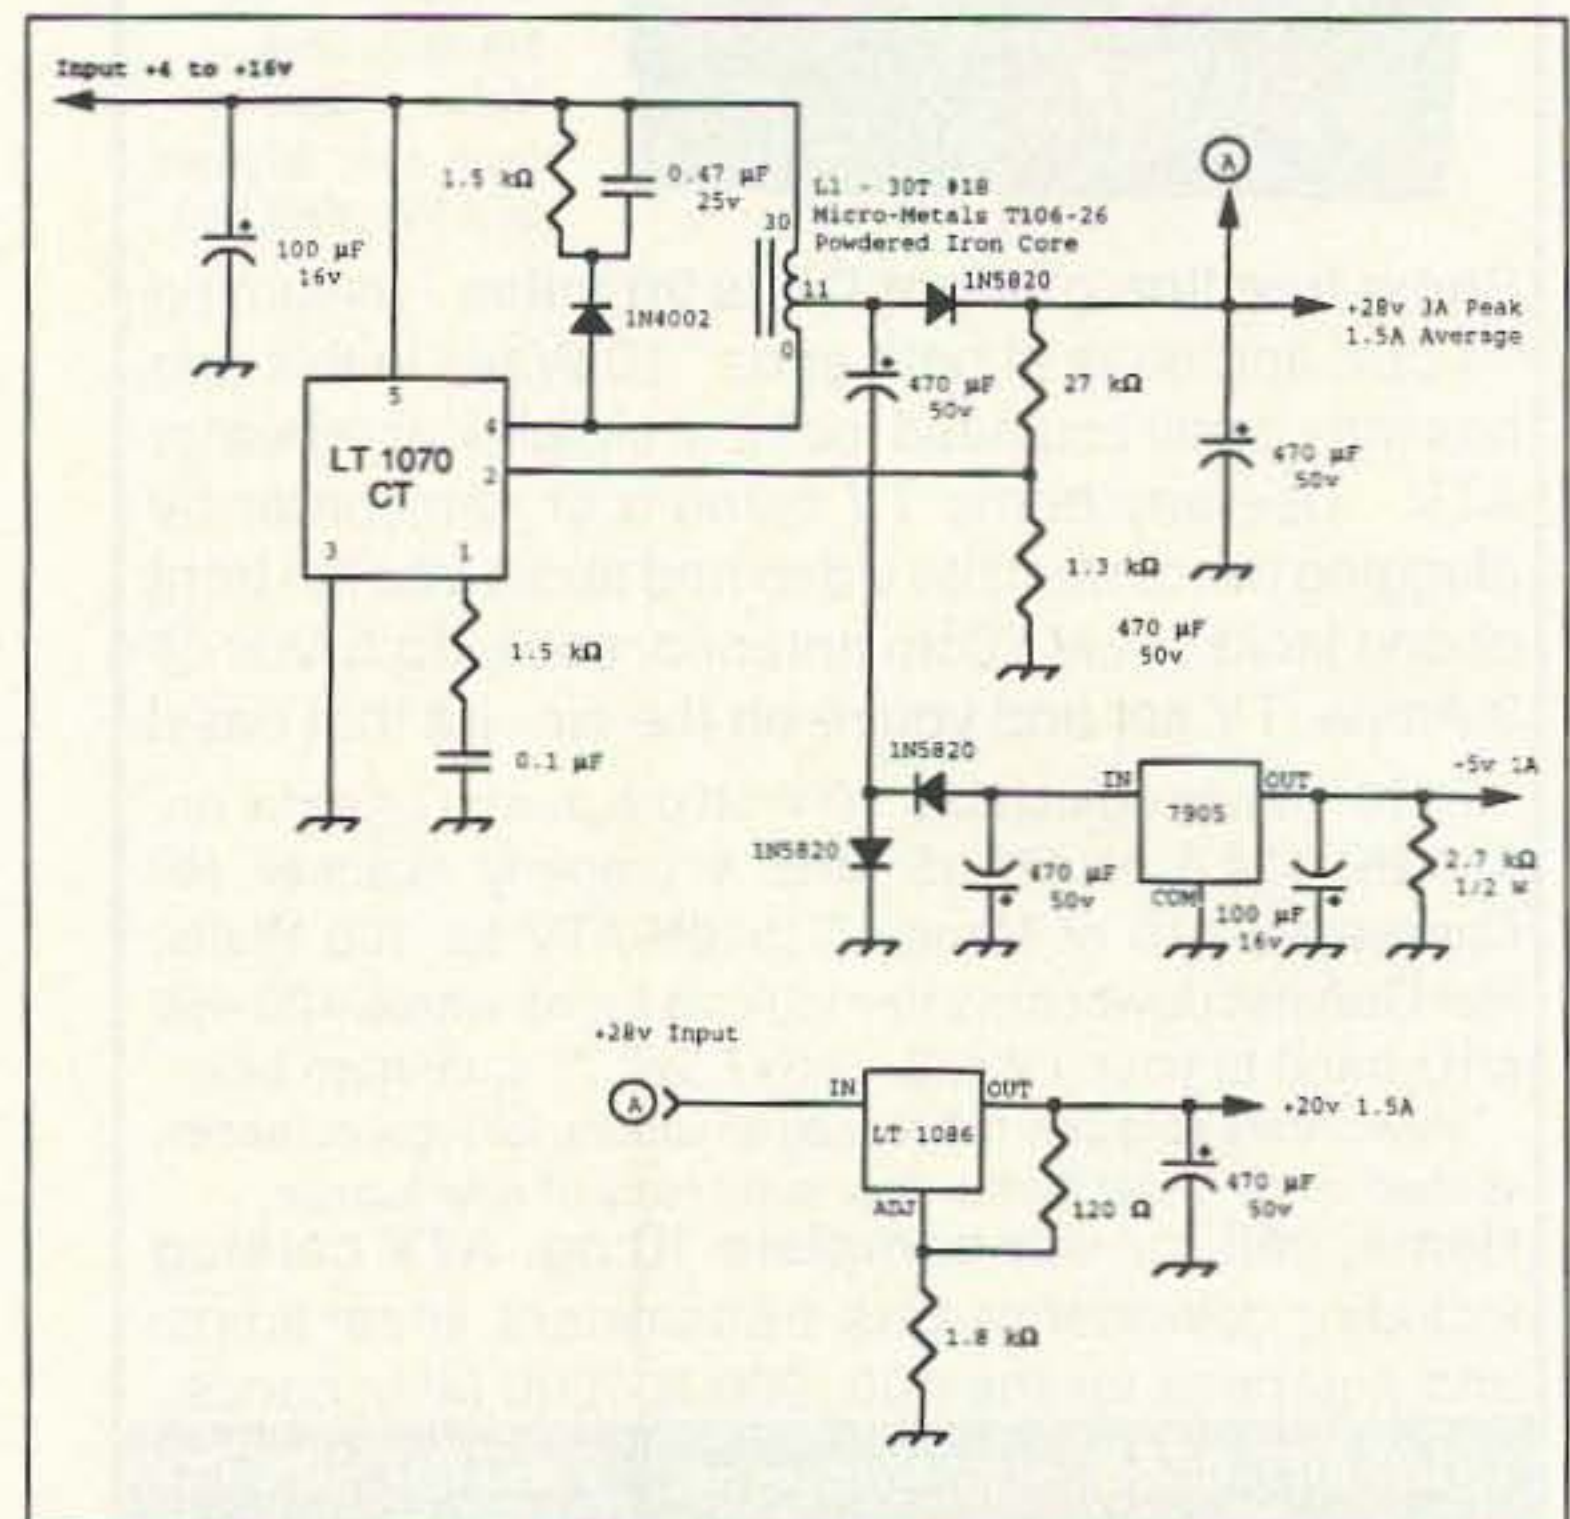 Input +4 to +16v
1.5 kΩ
0.47 µF
25v
100 µF
16v
1N4002
L1 - 30T #18
Micro-Metals T106-26
Powdered Iron Core
30
11
0
1N5820
A
+28v 3A Peak
1.5A Average
470 µF
50v
27 kΩ
470 µF
50v
5
4
2
LT 1070
CT
3
1
1.5 kΩ
0.1 µF
1.3 kΩ
470 µF
50v
1N5820
1N5820
470 µF
50v
IN
7905
OUT
COM
-5v 1A
100 µF
16v
2.7 kΩ
1/2 W
+28v Input
A
IN
LT 1086
OUT
ADJ
+20v 1.5A
120 Ω
470 µF
50v
1.8 kΩ